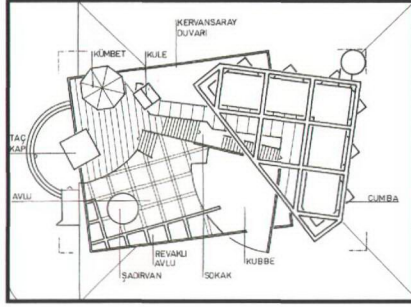 KERVANSARAY
DUVARI
KÜMBET
KULE
TAÇ
KAPI
AVLU
CUMBA
REVAKLI
AVLU
SOKAK
KUBBE
ŞADIRVAN